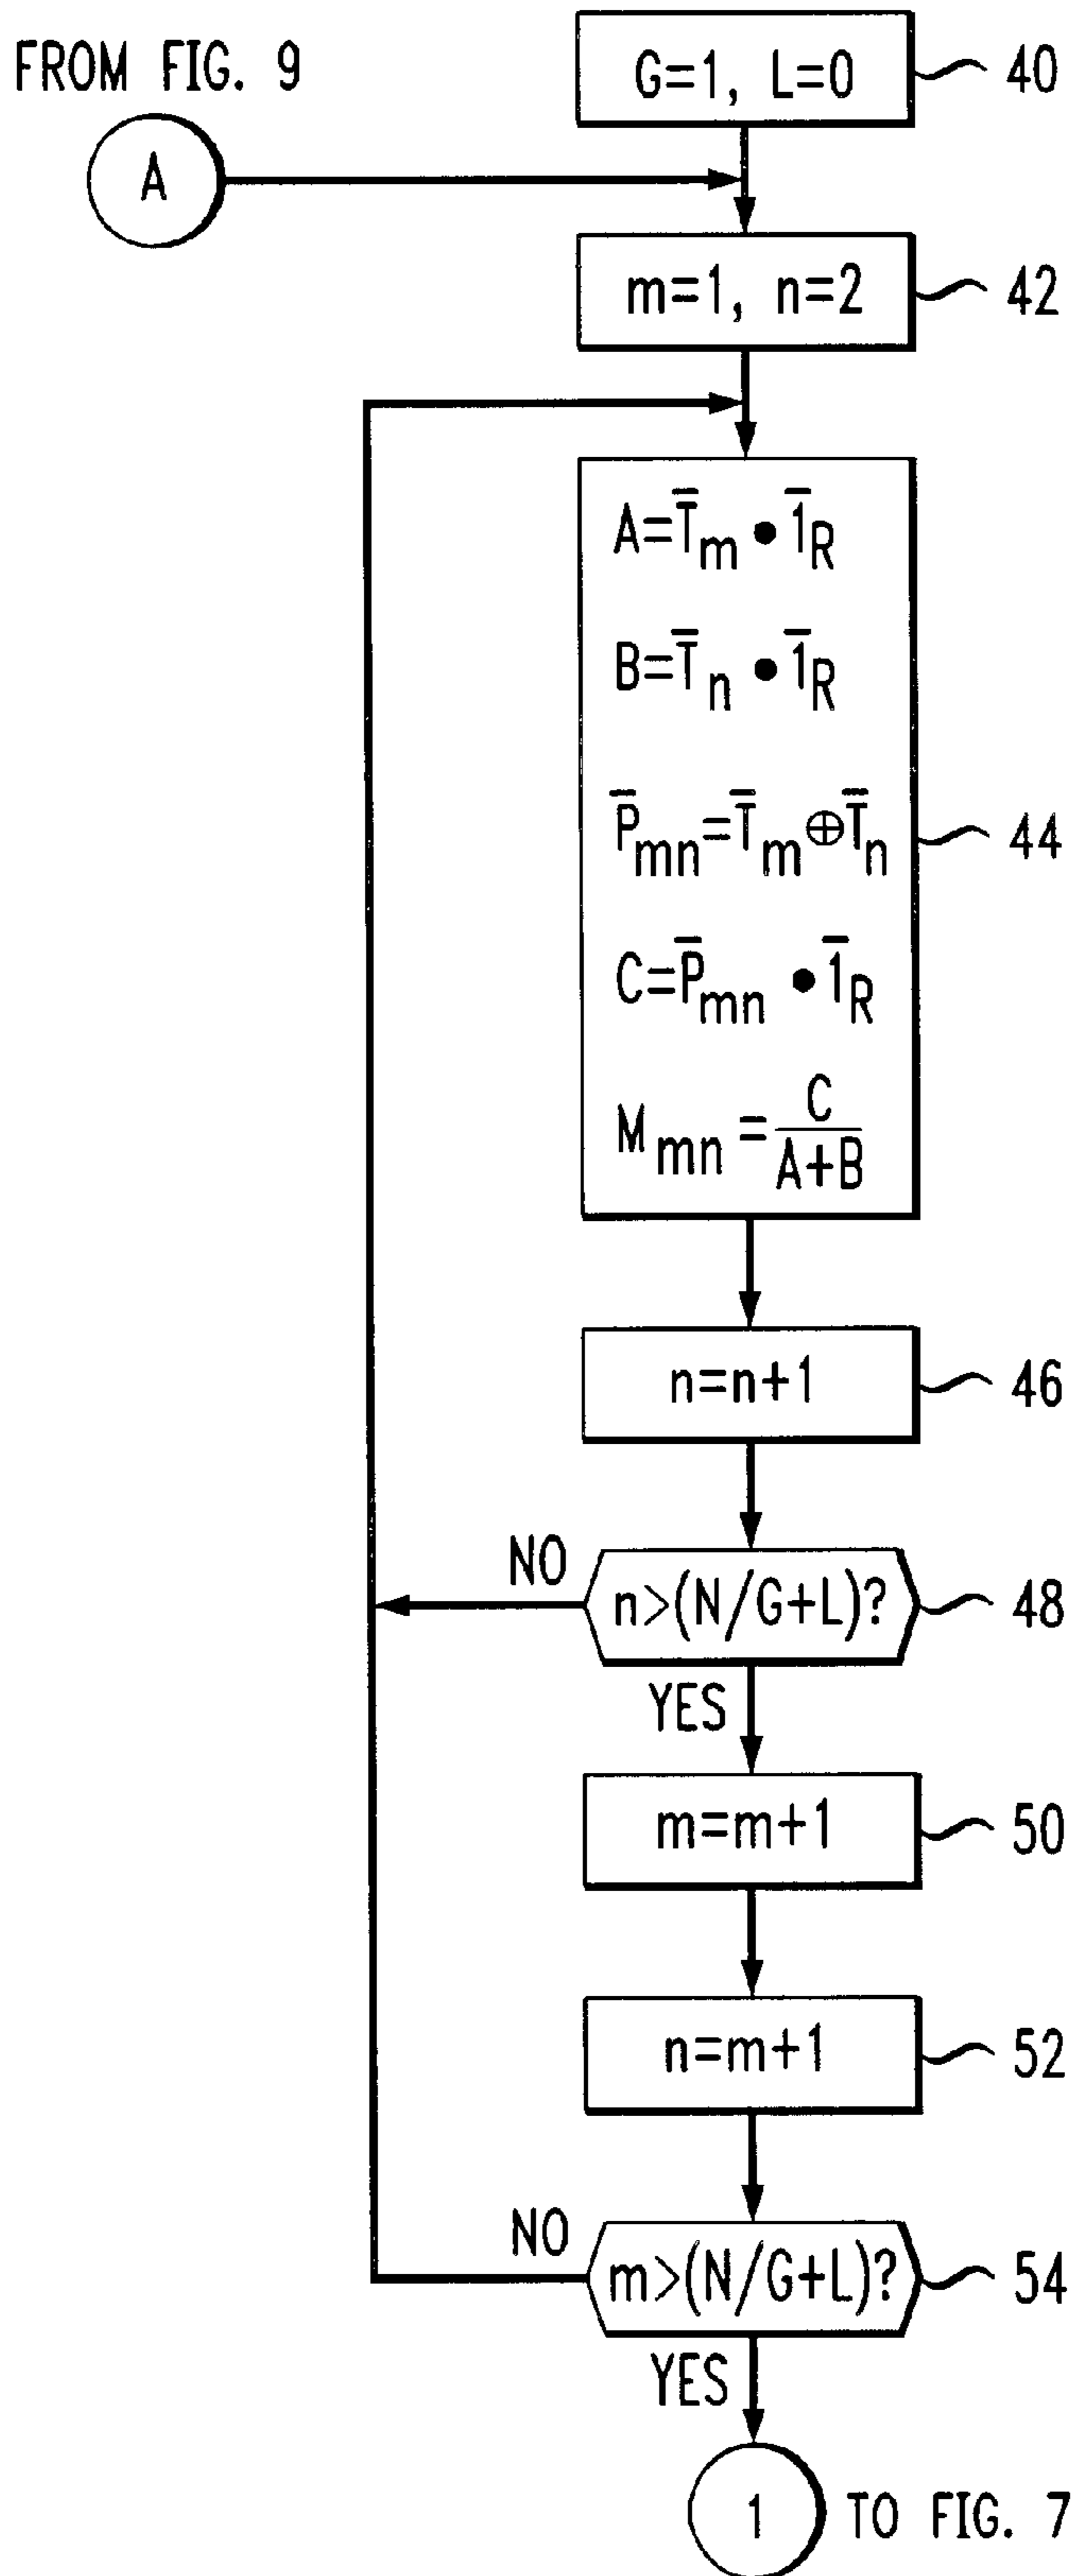 FROM FIG. 9
A
G=1, L=0
40
m=1, n=2
42
A=T̄m • 1̄R
B=T̄n • 1̄R
P̄mn=T̄m⊕T̄n
44
C=P̄mn • 1̄R
Mmn = C/A+B
n=n+1
46
NO
n>(N/G+L)?
48
YES
m=m+1
50
n=m+1
52
NO
m>(N/G+L)?
54
YES
1
TO FIG. 7